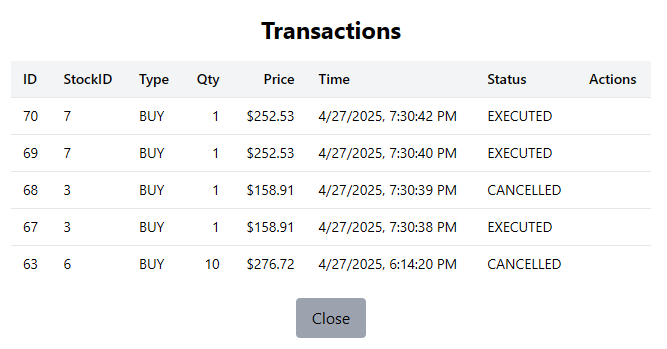 Transactions
ID StockID Type Qty Price Time Status Actions
70 7 BUY 1 $252.53 4/27/2025, 7:30:42 PM EXECUTED
69 7 BUY 1 $252.53 4/27/2025, 7:30:40 PM EXECUTED
68 3 BUY 1 $158.91 4/27/2025, 7:30:39 PM CANCELLED
67 3 BUY 1 $158.91 4/27/2025, 7:30:38 PM EXECUTED
63 6 BUY 10 $276.72 4/27/2025, 6:14:20 PM CANCELLED
Close